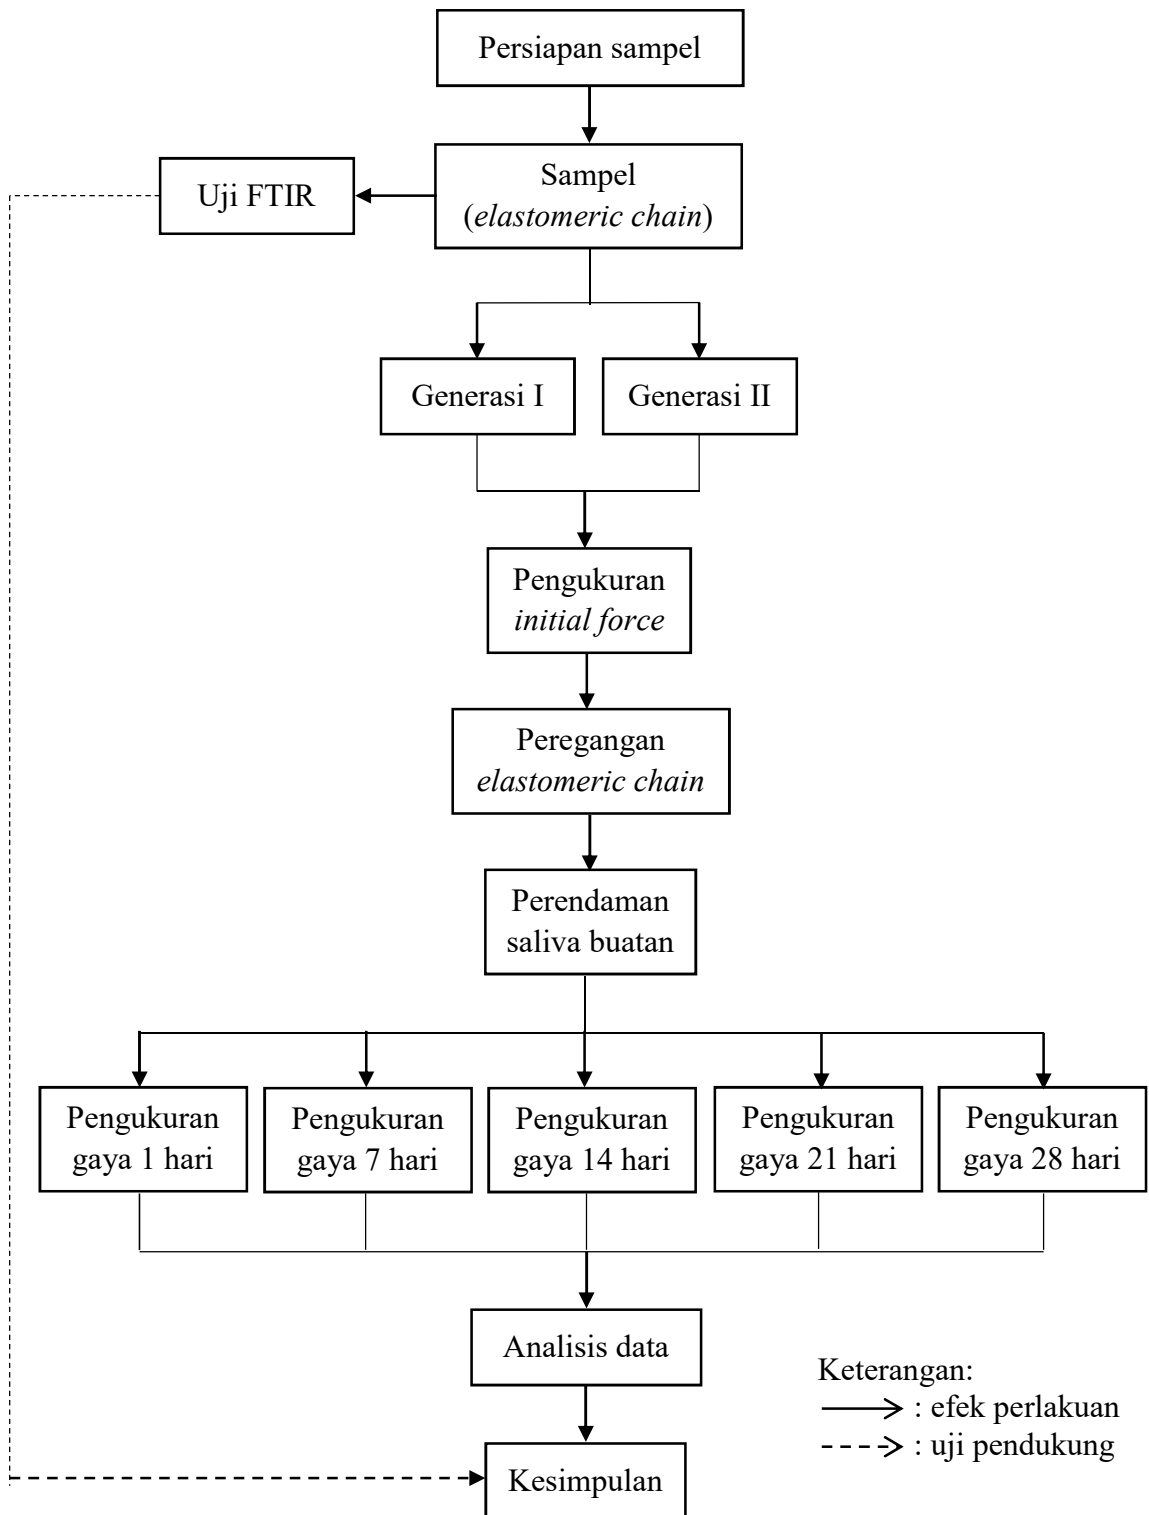 Persiapan sampel
Uji FTIR
Sampel
(elastomeric chain)
Generasi I
Generasi II
Pengukuran
initial force
Peregangan
elastomeric chain
Perendaman
saliva buatan
Pengukuran
gaya 1 hari
Pengukuran
gaya 7 hari
Pengukuran
gaya 14 hari
Pengukuran
gaya 21 hari
Pengukuran
gaya 28 hari
Analisis data
Keterangan:
: efek perlakuan
: uji pendukung
Kesimpulan